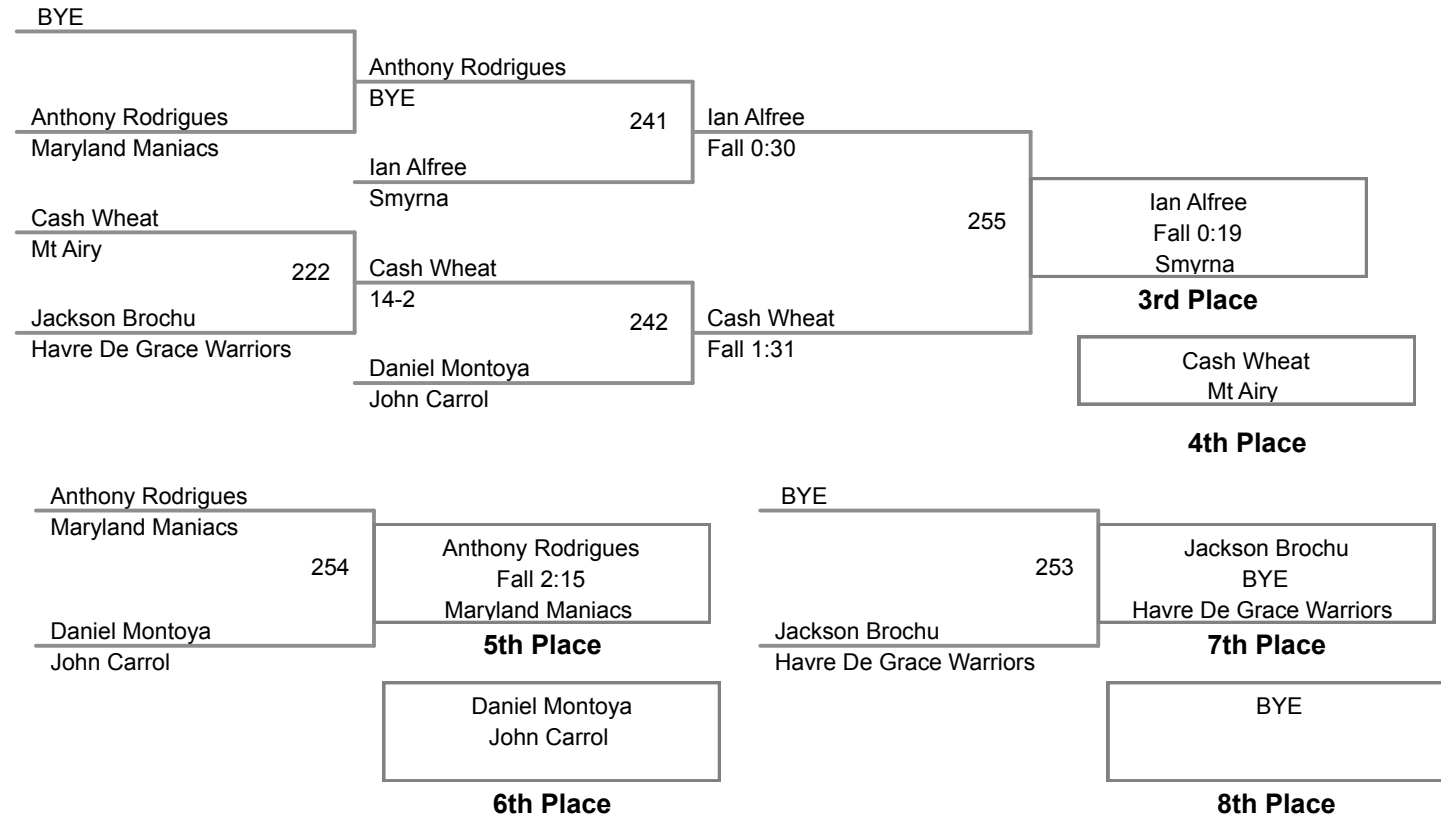 BYE
Anthony Rodrigues
BYE
Anthony Rodrigues
Maryland Maniacs
241
Ian Alfree
Fall 0:30
Ian Alfree
Smyrna
Cash Wheat
Mt Airy
222
Cash Wheat
14-2
Jackson Brochu
Havre De Grace Warriors
242
Cash Wheat
Fall 1:31
Daniel Montoya
John Carrol
255
Ian Alfree
Fall 0:19
Smyrna
3rd Place
Cash Wheat
Mt Airy
4th Place
Anthony Rodrigues
Maryland Maniacs
254
Daniel Montoya
John Carrol
Anthony Rodrigues
Fall 2:15
Maryland Maniacs
5th Place
Daniel Montoya
John Carrol
6th Place
BYE
253
Jackson Brochu
Havre De Grace Warriors
Jackson Brochu
BYE
Havre De Grace Warriors
7th Place
BYE
8th Place